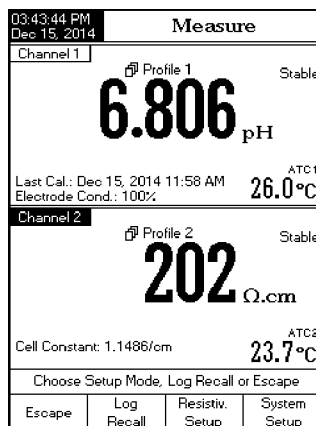 03:43:44 PM
Dec 15, 2014
Measure
Channel 1
Profile 1
Stable
6.806 pH
Last Cal.: Dec 15, 2014 11:58 AM
Electrode Cond.: 100%
ATC1
26.0°C
Channel 2
Profile 2
Stable
202 Ω.cm
Cell Constant: 1.1486/cm
ATC2
23.7°C
Choose Setup Mode, Log Recall or Escape
Escape
Log Recall
Resistiv. Setup
System Setup